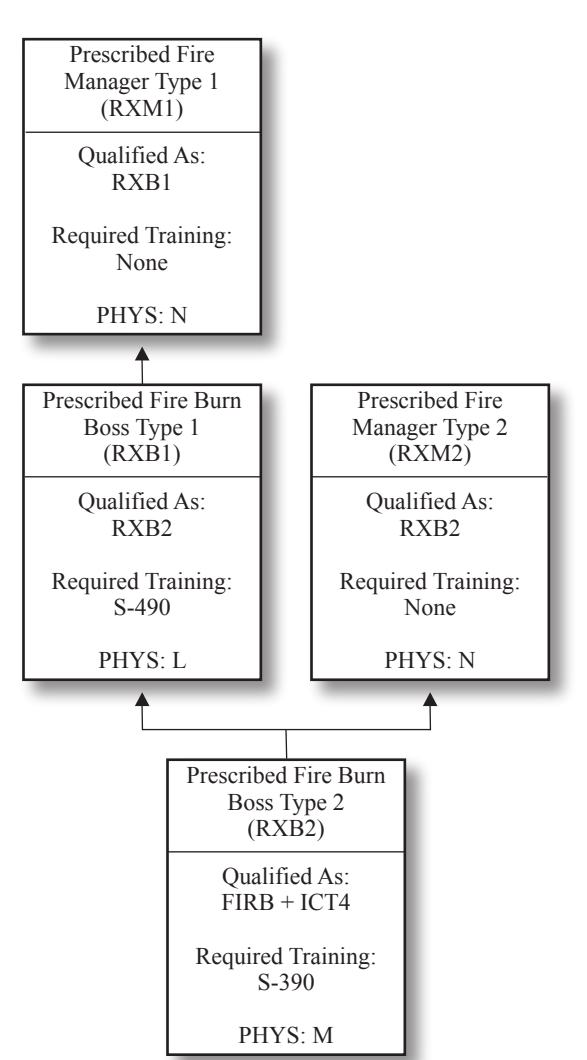 Prescribed Fire
Manager Type 1
(RXM1)
Qualified As:
RXB1
Required Training:
None
PHYS: N
Prescribed Fire Burn
Boss Type 1
(RXB1)
Qualified As:
RXB2
Required Training:
S-490
PHYS: L
Prescribed Fire
Manager Type 2
(RXM2)
Qualified As:
RXB2
Required Training:
None
PHYS: N
Prescribed Fire Burn
Boss Type 2
(RXB2)
Qualified As:
FIRB + ICT4
Required Training:
S-390
PHYS: M